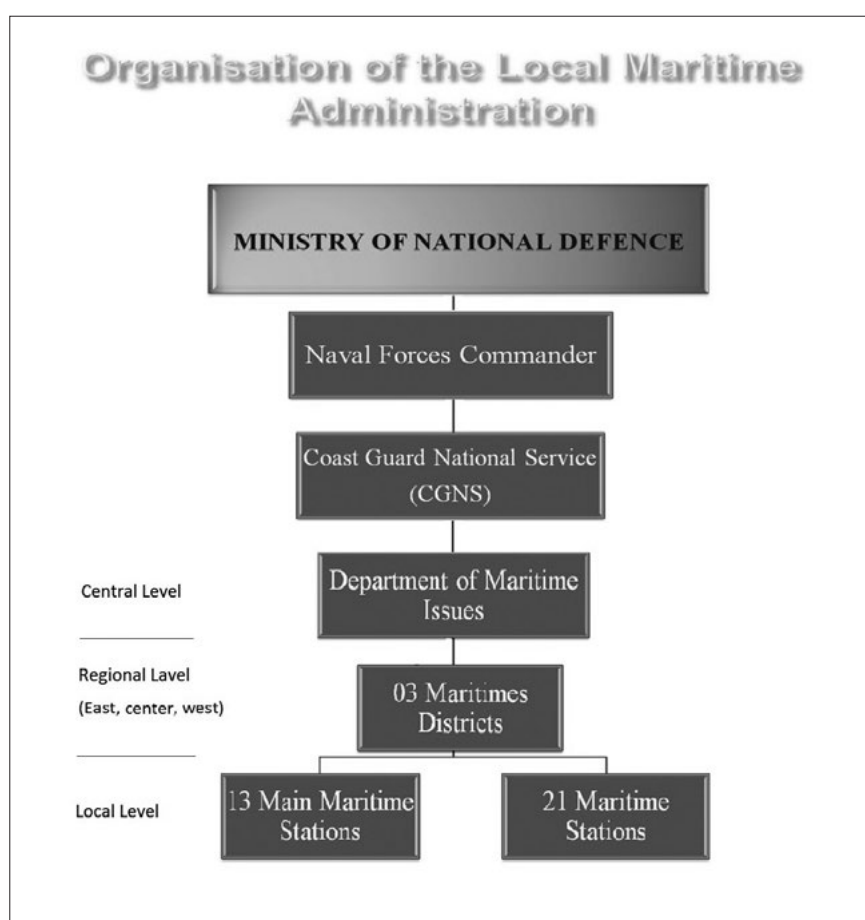 Organisation of the Local Maritime
Administration
MINISTRY OF NATIONAL DEFENCE
Naval Forces Commander
Coast Guard National Service
(CGNS)
Central Level
Department of Maritime
Issues
Regional Lavel
(East, center, west)
03 Maritimes
Districts
Local Level
13 Main Maritime
Stations
21 Maritime
Stations